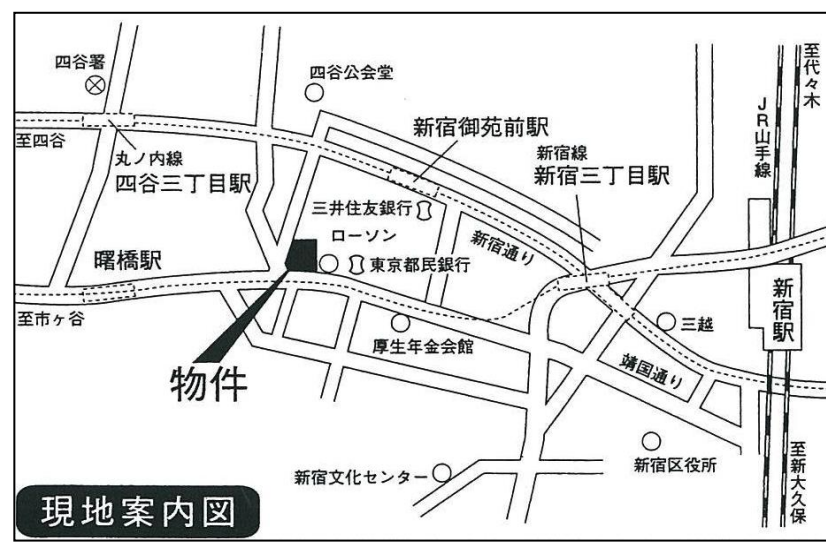 四谷署
四谷公会堂
至代々木
JR山手線
新宿御苑前駅
至四谷
丸ノ内線
四谷三丁目駅
新宿線
新宿三丁目駅
三井住友銀行
ローソン
新宿通り
曙橋駅
東京都民銀行
新宿駅
至市ヶ谷
三越
厚生年金会館
靖国通り
物件
新宿文化センター
新宿区役所
至新大久保
現地案内図